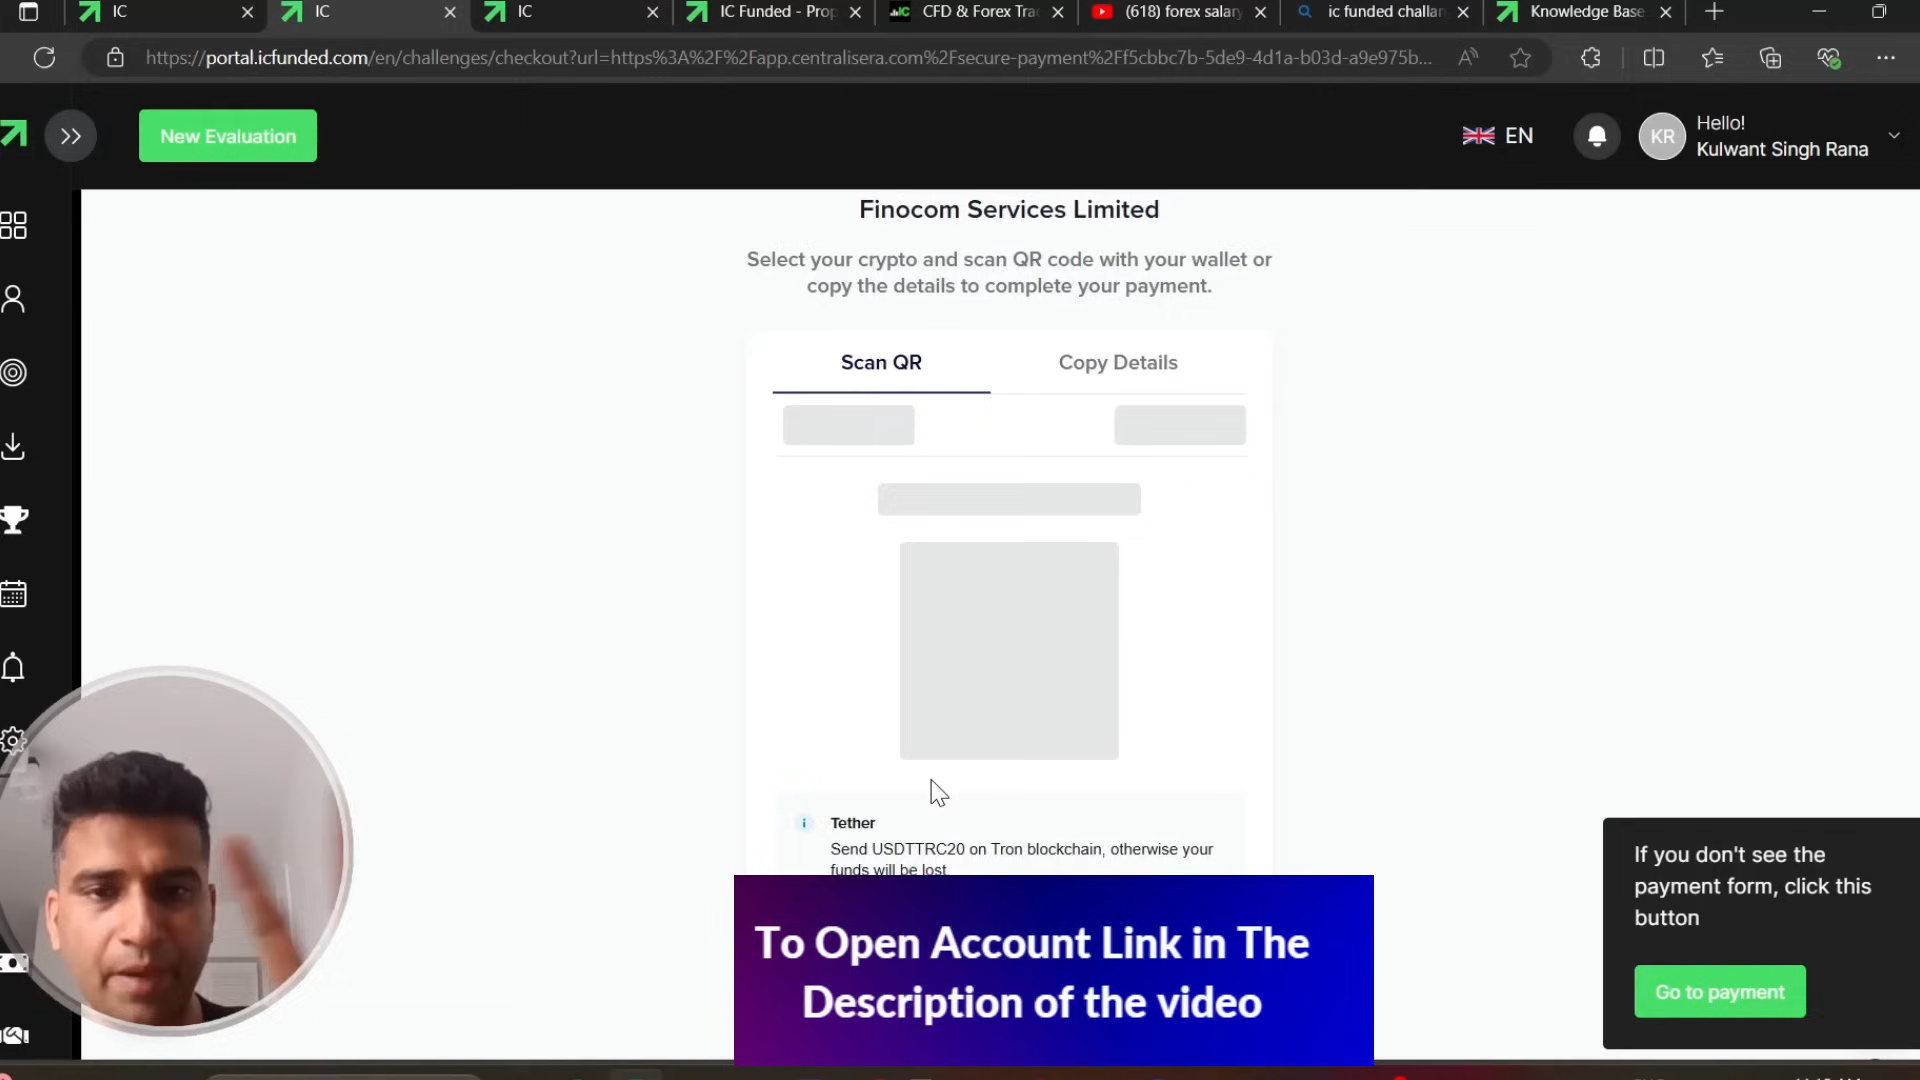 IC
IC
IC
IC Funded - Prop
CFD & Forex Tra
(618) forex salary
ic funded challan
Knowledge Base
https://portal.icfunded.com/en/challenges/checkout?url=https%3A%2F%2Fapp.centralisera.com%2Fsecure-payment%2Ff5cbbc7b-5de9-4d1a-b03d-a9e975b...
New Evaluation
EN
KR
Hello!
Kulwant Singh Rana
Finocom Services Limited
Select your crypto and scan QR code with your wallet or
copy the details to complete your payment.
Scan QR
Copy Details
Tether
Send USDTTRC20 on Tron blockchain, otherwise your
funds will be lost.
To Open Account Link in The
Description of the video
If you don't see the
payment form, click this
button
Go to payment